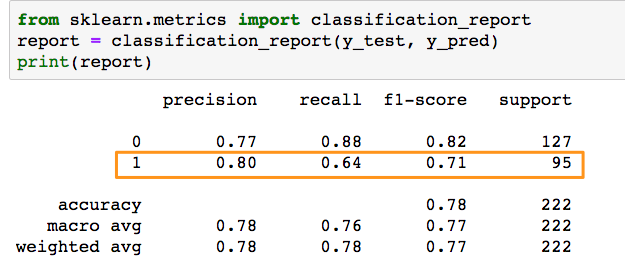 from sklearn.metrics import classification_report
report = classification_report(y_test, y_pred)
print(report)
precision recall f1-score support
0 0.77 0.88 0.82 127
1 0.80 0.64 0.71 95
accuracy 0.78 222
macro avg 0.78 0.76 0.77 222
weighted avg 0.78 0.78 0.77 222